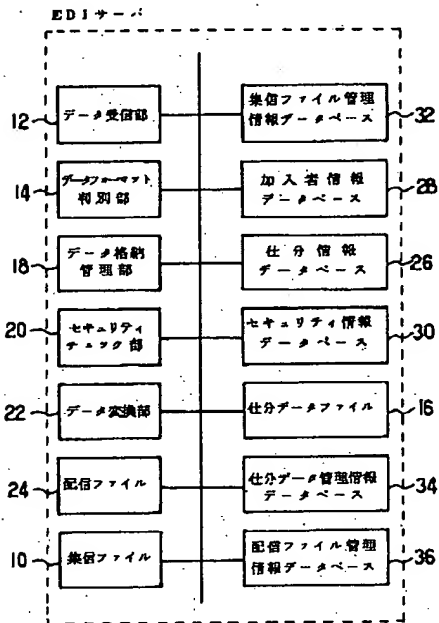 EDIサーバ
12
データ受信部
集信ファイル管理
情報データベース
32
14
データフォーマット
判別部
加入者情報
データベース
28
18
データ格納
管理部
仕分情報
データベース
26
20
セキュリティ
チェック部
セキュリティ情報
データベース
30
22
データ変換部
仕分データファイル
16
24
配信ファイル
仕分データ管理情報
データベース
34
10
集信ファイル
配信ファイル管理
情報データベース
36